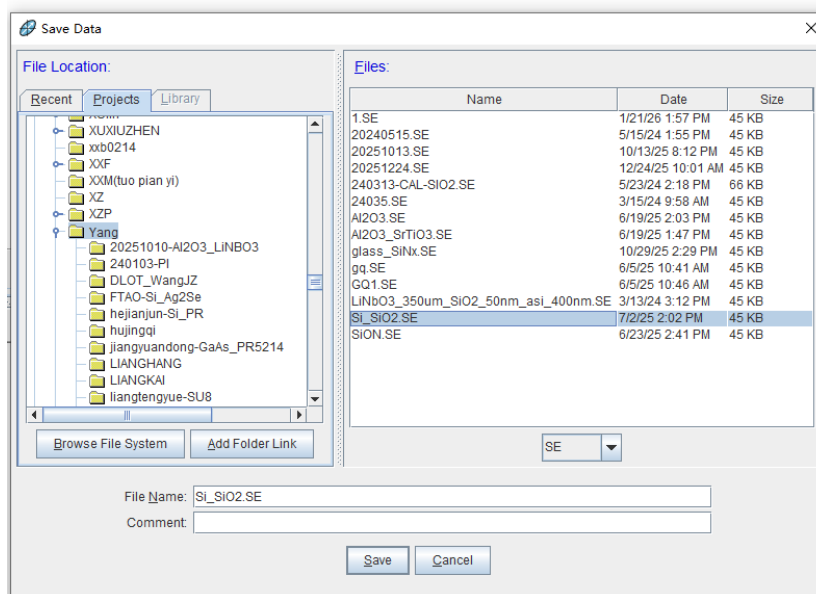 Save Data
File Location:
Recent Projects Library
XUXIUZHEN
xxb0214
XXF
XXM(tuo pian yi)
XZ
XZP
Yang
20251010-Al2O3_LiNBO3
240103-PI
DLOT_WangJZ
FTAO-Si_Ag2Se
hejianjun-Si_PR
hujingqi
jiangyuandong-GaAs_PR5214
LIANGHANG
LIANGKAI
liangtengyue-SU8
Browse File System Add Folder Link
Files:
Name Date Size
1.SE 1/21/26 1:57 PM 45 KB
20240515.SE 5/15/24 1:55 PM 45 KB
20251013.SE 10/13/25 8:12 PM 45 KB
20251224.SE 12/24/25 10:01 AM 45 KB
240313-CAL-SIO2.SE 5/23/24 2:18 PM 66 KB
24035.SE 3/15/24 9:58 AM 45 KB
Al2O3.SE 6/19/25 2:03 PM 45 KB
Al2O3_SrTiO3.SE 6/19/25 1:47 PM 45 KB
glass_SiNx.SE 10/29/25 2:29 PM 45 KB
gq.SE 6/5/25 10:41 AM 45 KB
GQ1.SE 6/5/25 10:46 AM 45 KB
LiNbO3_350um_SiO2_50nm_asi_400nm.SE 3/13/24 3:12 PM 45 KB
Si_SiO2.SE 7/2/25 2:02 PM 45 KB
SiON.SE 6/23/25 2:41 PM 45 KB
SE
File Name: Si_SiO2.SE
Comment:
Save Cancel